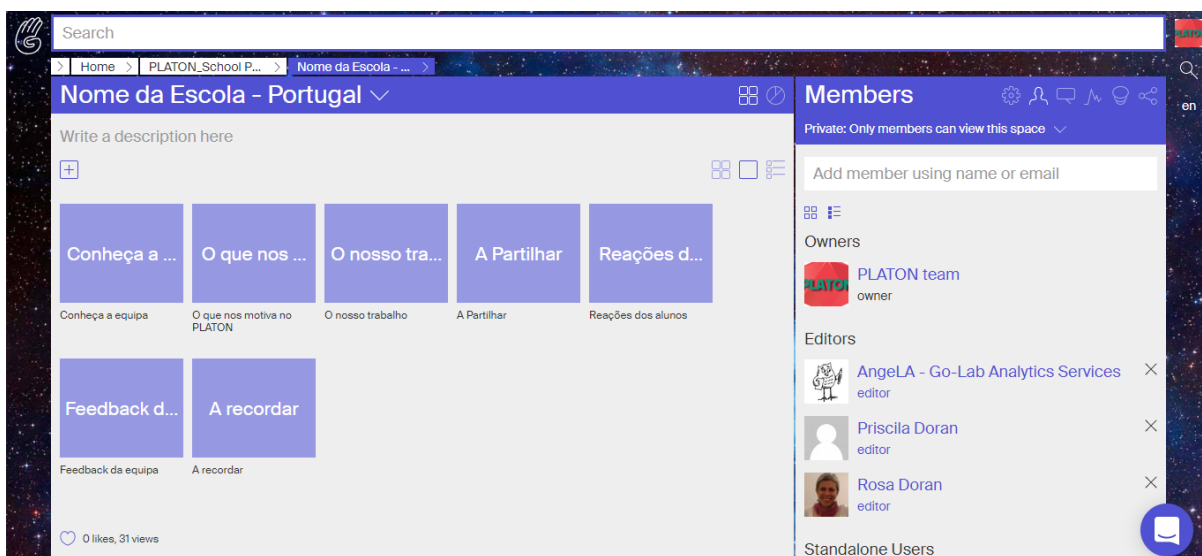 Search
PLATON
> Home > PLATON_School P... > Nome da Escola - ... >
en
Nome da Escola - Portugal
Write a description here
Conheça a ...
O que nos ...
O nosso tra...
A Partilhar
Reações d...
Conheça a equipa
O que nos motiva no
PLATON
O nosso trabalho
A Partilhar
Reações dos alunos
Feedback d...
A recordar
Feedback da equipa
A recordar
0 likes, 31 views
Members
Private: Only members can view this space
Add member using name or email
Owners
PLATON
PLATON team
owner
Editors
AngeLA - Go-Lab Analytics Services
editor
Priscila Doran
editor
Rosa Doran
editor
Standalone Users